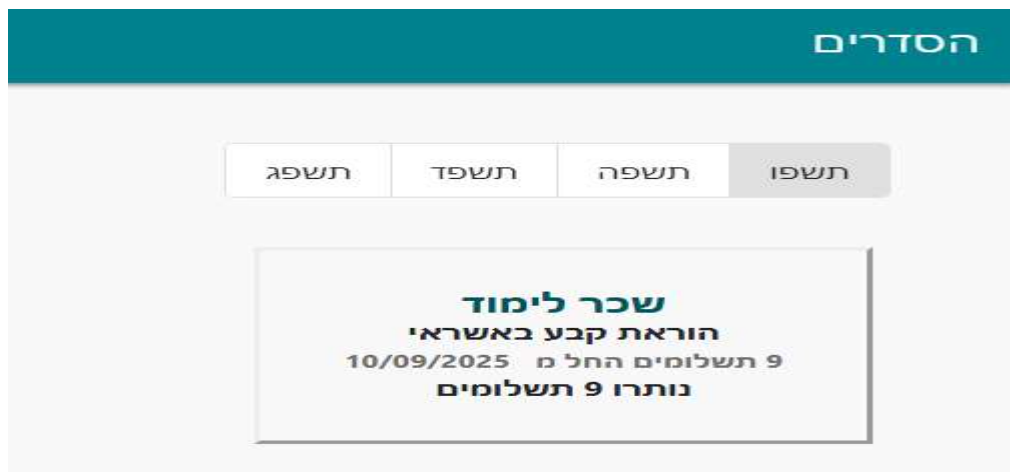 הסדרים
תשפו תשפה תשפד תשפג
שכר לימוד
הוראת קבע באשראי
9 תשלומים החל מ 10/09/2025
נותרו 9 תשלומים